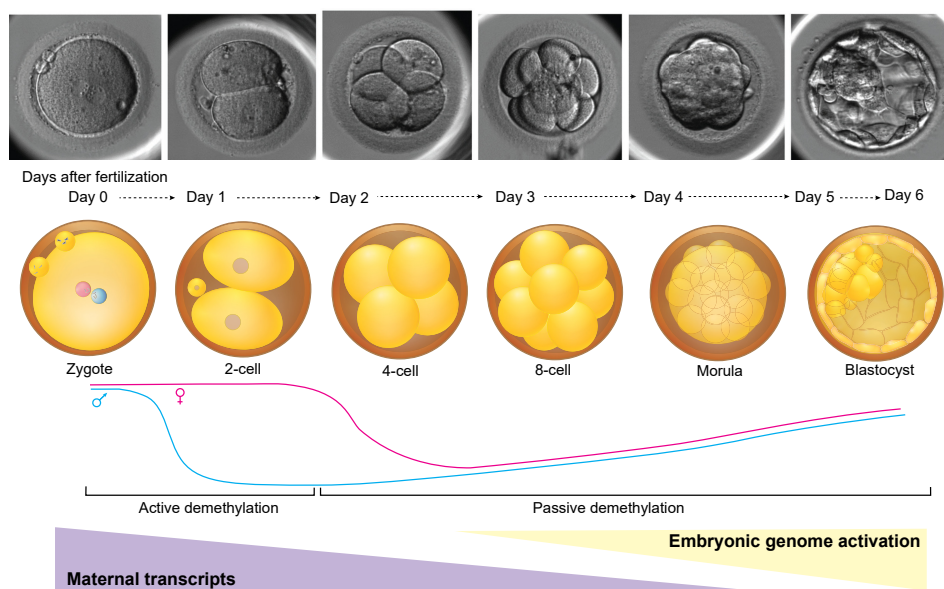 Days after fertilization
Day 0 Day 1 Day 2 Day 3 Day 4 Day 5 Day 6
Zygote 2-cell 4-cell 8-cell Morula Blastocyst
♂ ♀
Active demethylation Passive demethylation
Embryonic genome activation
Maternal transcripts